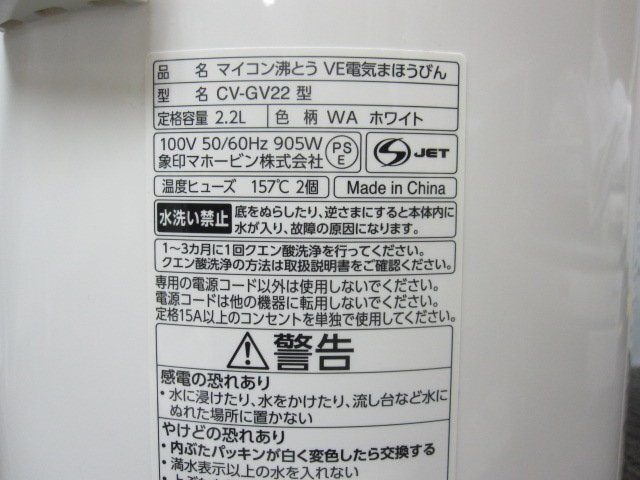 品 名 マイコン沸とう VE電気まほうびん
型 名 CV-GV22 型
定格容量 2.2L 色 柄 WA ホワイト
100V 50/60Hz 905W
象印マホービン株式会社
PS
E
S JET
温度ヒューズ 157℃ 2個
Made in China
水洗い禁止 底をぬらしたり、逆さまにすると本体内に
水が入り、故障の原因になります。
1〜3カ月に1回クエン酸洗浄を行ってください。
クエン酸洗浄の方法は取扱説明書をご確認ください。
専用の電源コード以外は使用しないでください。
電源コードは他の機器に転用しないでください。
定格15A以上のコンセントを単独で使用してください。
警告
感電の恐れあり
・水に浸けたり、水をかけたり、流し台など水に
ぬれた場所に置かない
やけどの恐れあり
・内ぶたパッキンが白く変色したら交換する
・満水表示以上の水を入れない